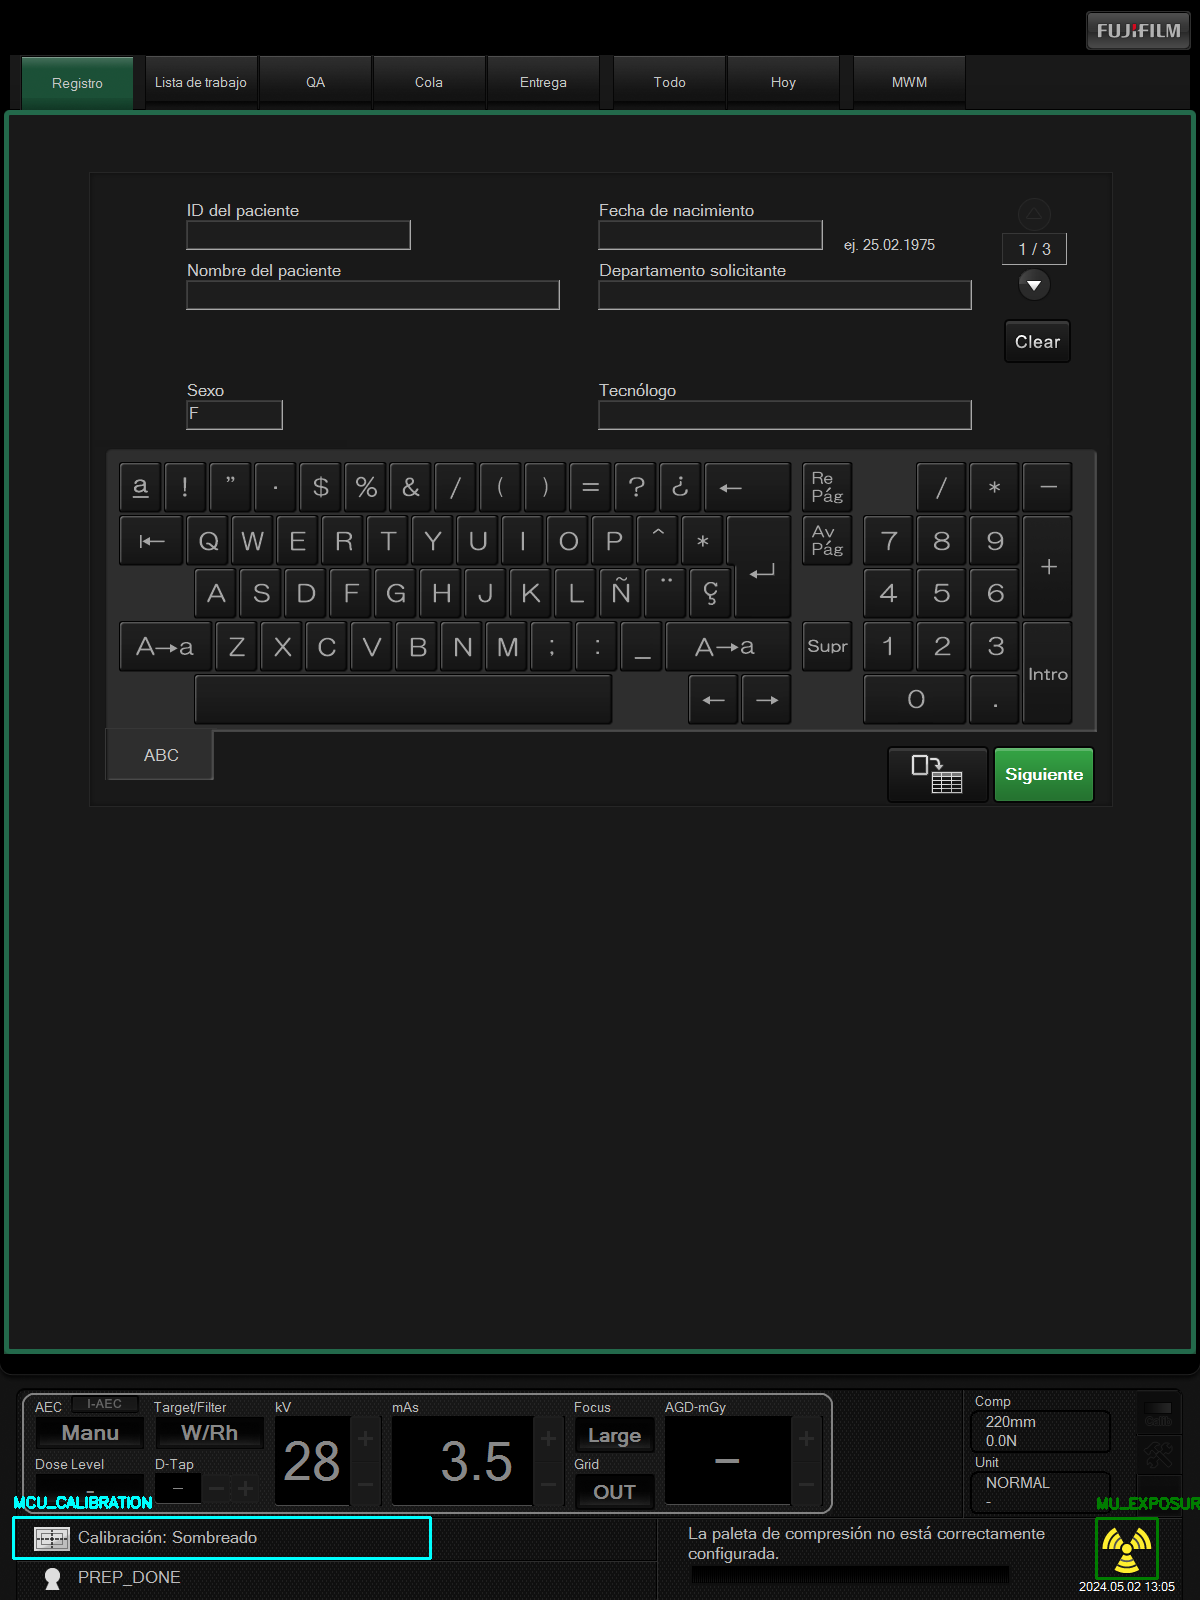 FUJIFILM
Registro
Lista de trabajo
QA
Cola
Entrega
Todo
Hoy
MWM
ID del paciente
Fecha de nacimiento
ej. 25.02.1975
1 / 3
Nombre del paciente
Departamento solicitante
Clear
Sexo
F
Tecnólogo
a ! ” · $ % & / ( ) = ? ¿ ← Re Pág / * −
|← Q W E R T Y U I O P ^ * Av Pág 7 8 9 +
A S D F G H J K L Ñ ¨ Ç 4 5 6
A→a Z X C V B N M ; : _ A→a Supr 1 2 3 Intro
← → 0 .
ABC
Siguiente
AEC I-AEC Target/Filter kV mAs Focus AGD-mGy Comp
Manu W/Rh 28 + 3.5 + Large − + 220mm
0.0N
Dose Level D-Tap Grid Unit
- − − + − − OUT − NORMAL
-
MCU_CALIBRATION
MU_EXPOSUR
Calibración: Sombreado
La paleta de compresión no está correctamente
configurada.
PREP_DONE
2024.05.02 13:05